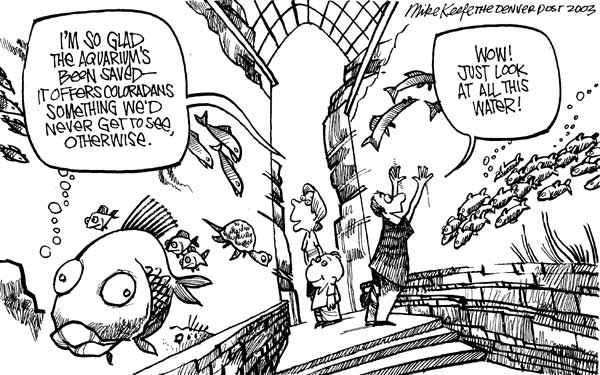 Mike Keefe THE DENVER POST 2003
I'M SO GLAD
THE AQUARIUM'S
BEEN SAVED—
IT OFFERS COLORADANS
SOMETHING WE'D
NEVER GET TO SEE,
OTHERWISE.
WOW!
JUST LOOK
AT ALL THIS
WATER!